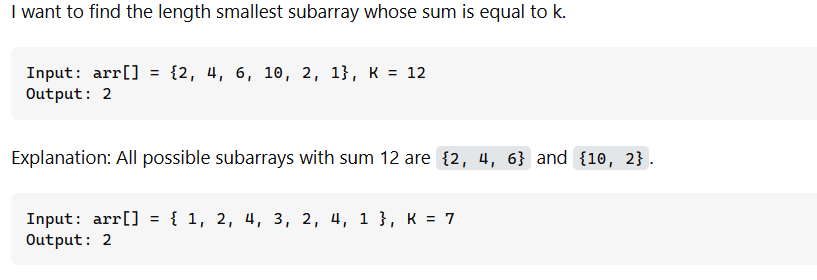 I want to find the length smallest subarray whose sum is equal to k.
Input: arr[] = {2, 4, 6, 10, 2, 1}, K = 12
Output: 2
Explanation: All possible subarrays with sum 12 are {2, 4, 6} and {10, 2}.
Input: arr[] = { 1, 2, 4, 3, 2, 4, 1 }, K = 7
Output: 2